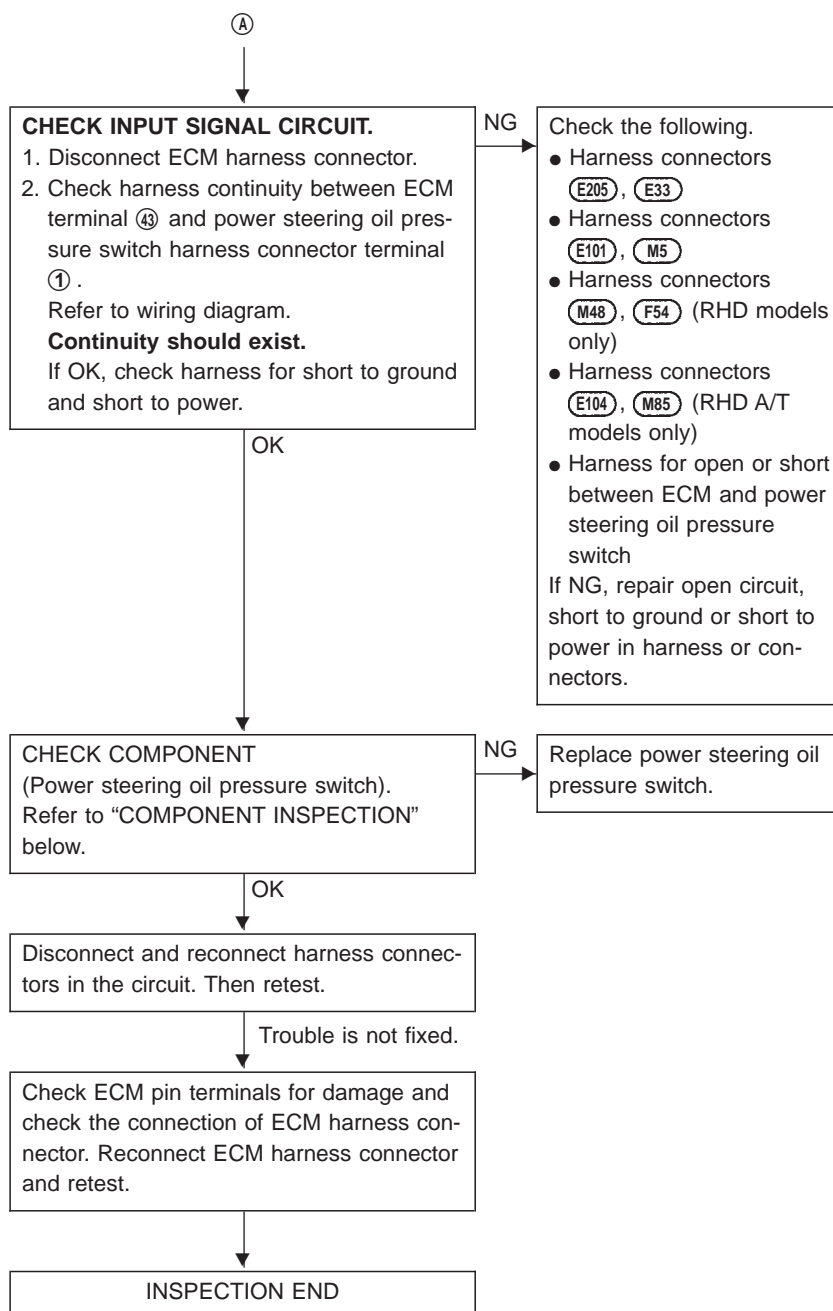 Ⓐ
CHECK INPUT SIGNAL CIRCUIT.
1. Disconnect ECM harness connector.
2. Check harness continuity between ECM
terminal ㊸ and power steering oil pres-
sure switch harness connector terminal
① .
Refer to wiring diagram.
Continuity should exist.
If OK, check harness for short to ground
and short to power.
NG
Check the following.
● Harness connectors
E205 , E33
● Harness connectors
E101 , M5
● Harness connectors
M48 , F54 (RHD models
only)
● Harness connectors
E104 , M85 (RHD A/T
models only)
● Harness for open or short
between ECM and power
steering oil pressure
switch
If NG, repair open circuit,
short to ground or short to
power in harness or con-
nectors.
OK
CHECK COMPONENT
(Power steering oil pressure switch).
Refer to “COMPONENT INSPECTION”
below.
NG
Replace power steering oil
pressure switch.
OK
Disconnect and reconnect harness connec-
tors in the circuit. Then retest.
Trouble is not fixed.
Check ECM pin terminals for damage and
check the connection of ECM harness con-
nector. Reconnect ECM harness connector
and retest.
INSPECTION END